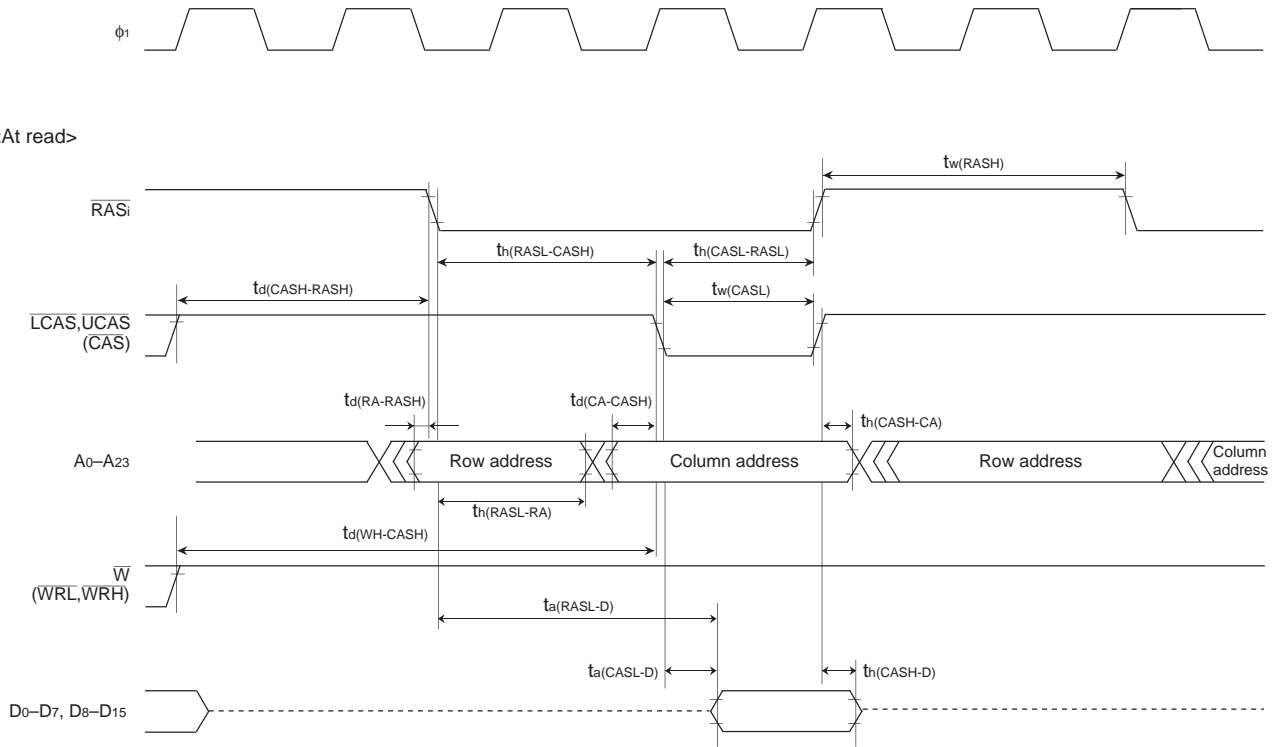 φ1
:At read>
tw(RASH)
RASi
th(RASL-CASH)
th(CASL-RASL)
td(CASH-RASH)
tw(CASL)
LCAS,UCAS
(CAS)
td(RA-RASH)
td(CA-CASH)
th(CASH-CA)
A0–A23
Row address
Column address
Row address
Column
address
th(RASL-RA)
td(WH-CASH)
W
(WRL,WRH)
ta(RASL-D)
ta(CASL-D)
th(CASH-D)
D0–D7, D8–D15